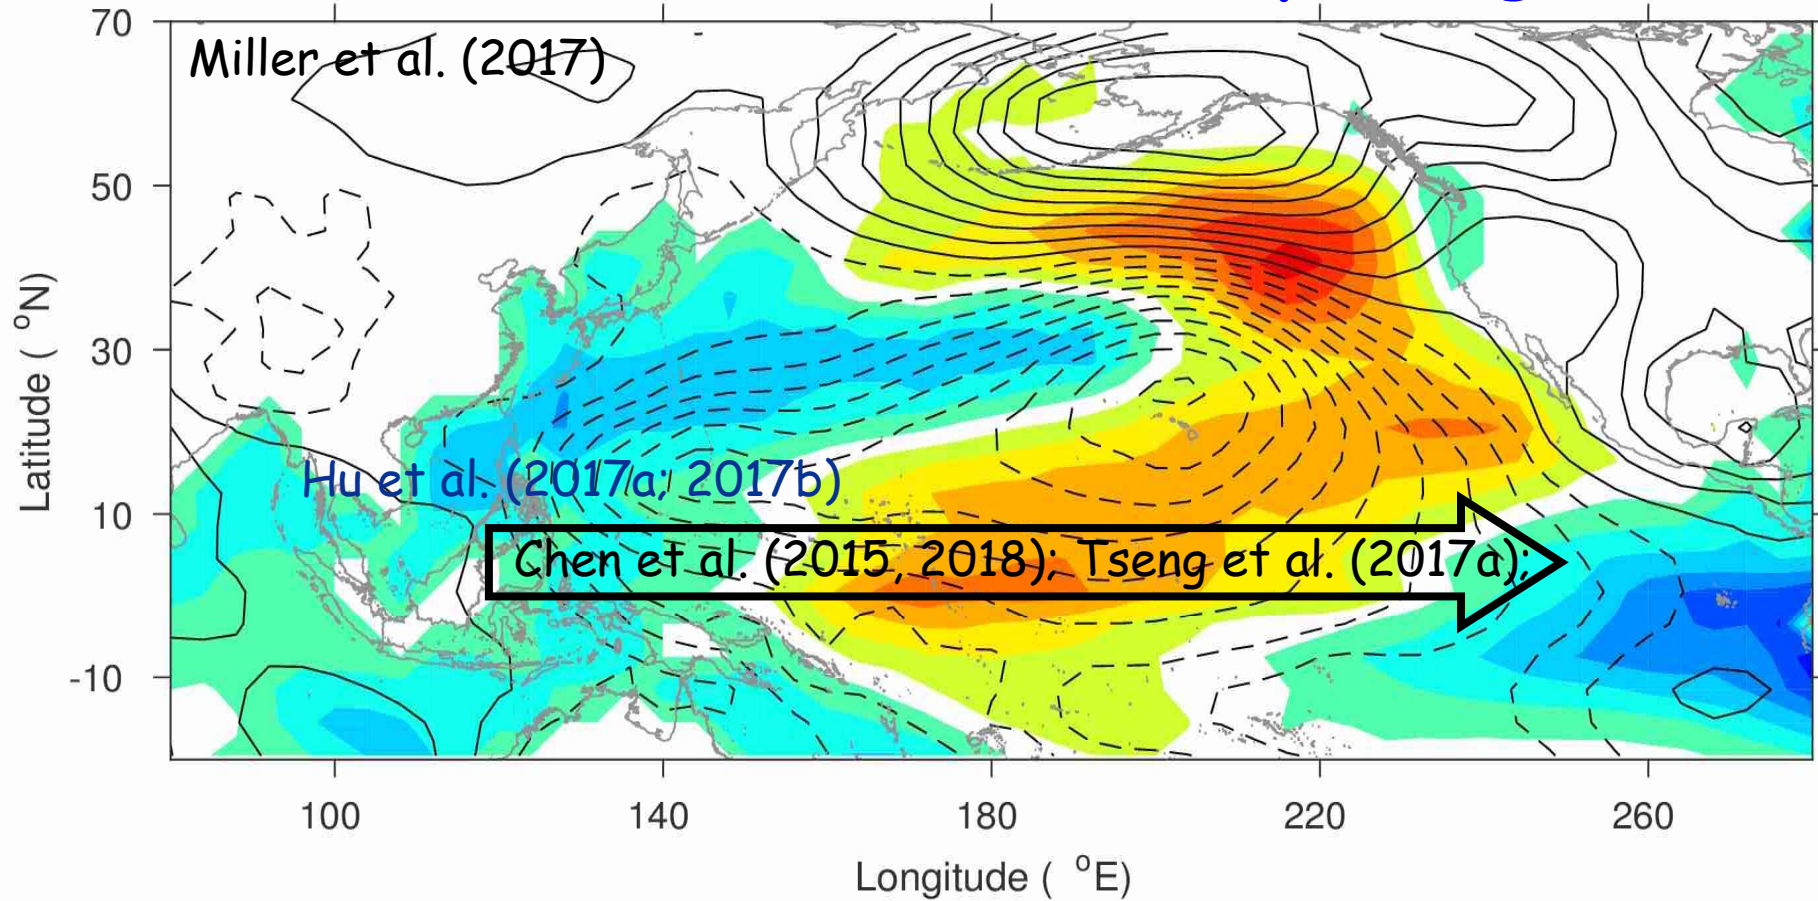 70
Miller et al. (2017)
50
30
Hu et al. (2017a; 2017b)
10
Chen et al. (2015, 2018); Tseng et al. (2017a);
-10
Latitude ( °N)
100 140 180 220 260
Longitude ( °E)